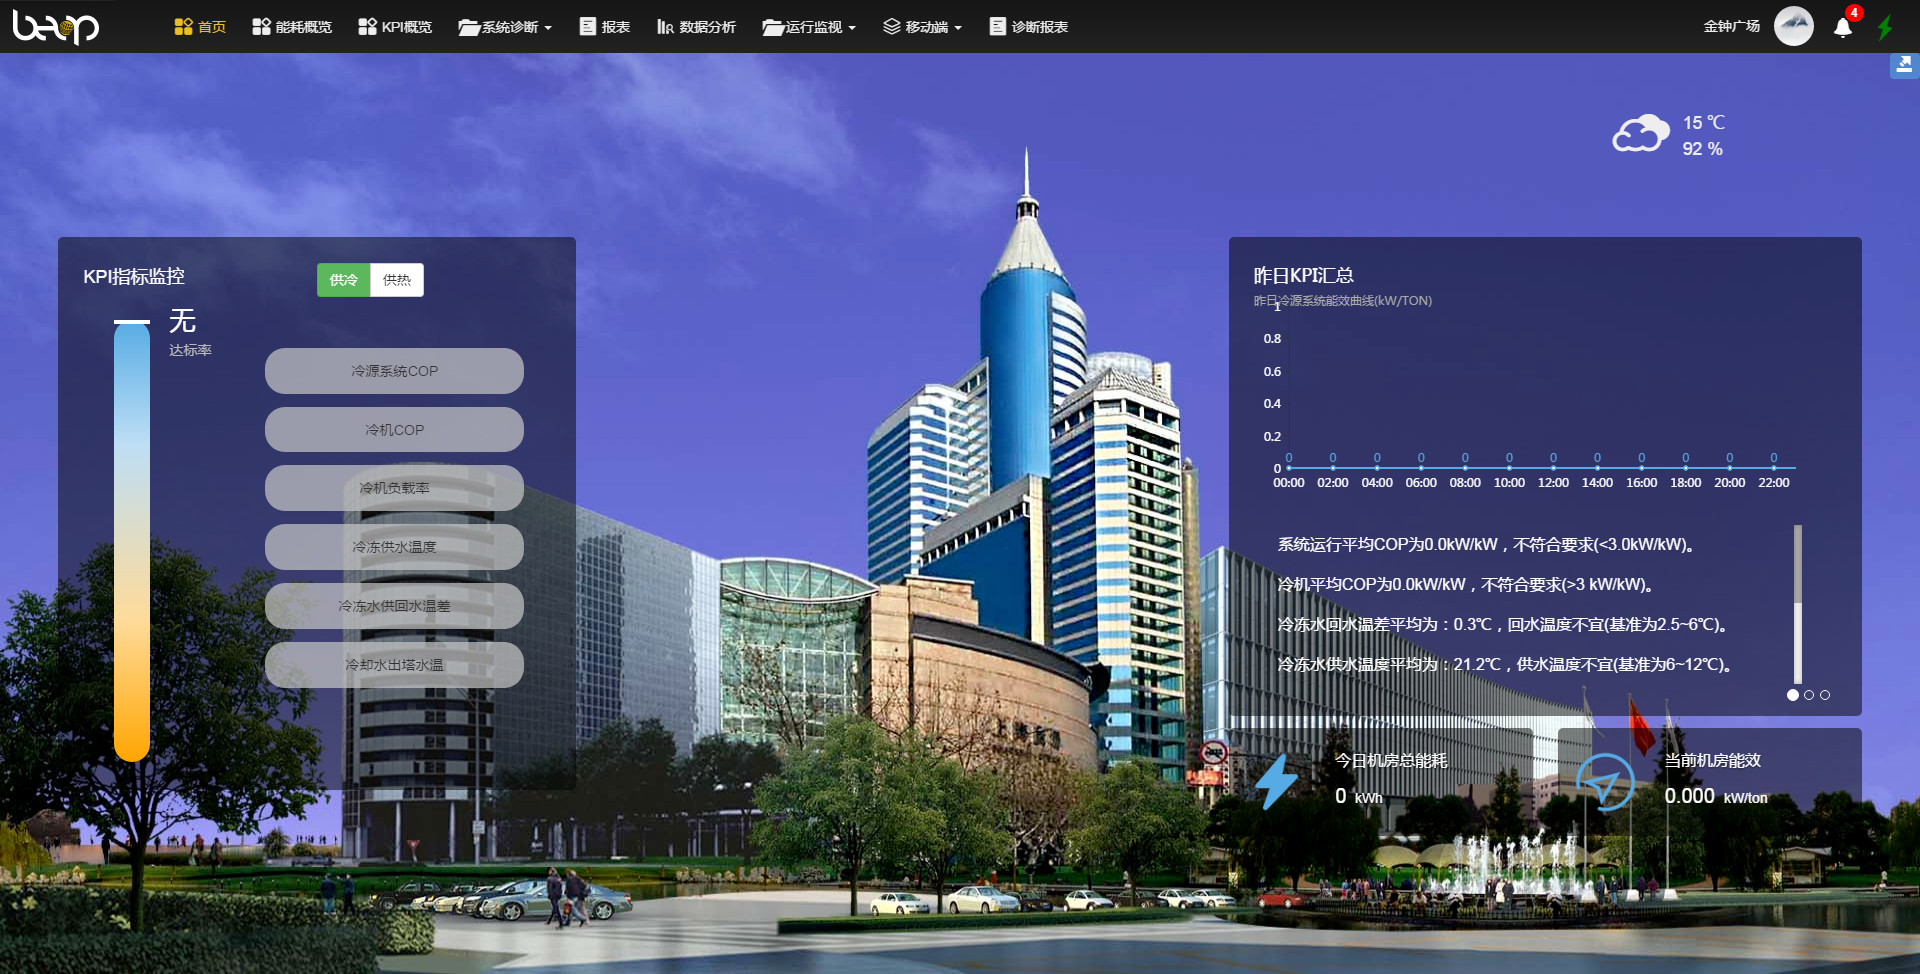 beop
首页 能耗概览 KPI概览 系统诊断 报表 数据分析 运行监视 移动端 诊断报表 金钟广场 4
15 ℃
92 %
KPI指标监控 供冷 供热
无
达标率
冷源系统COP
冷机COP
冷机负载率
冷冻供水温度
冷冻水供回水温差
冷却水出塔水温
昨日KPI汇总
昨日冷源系统能效曲线(kW/TON)
1
0.8
0.6
0.4
0.2
0
0 0 0 0 0 0 0 0 0 0 0 0
00:00 02:00 04:00 06:00 08:00 10:00 12:00 14:00 16:00 18:00 20:00 22:00
系统运行平均COP为0.0kW/kW，不符合要求(<3.0kW/kW)。
冷机平均COP为0.0kW/kW，不符合要求(>3 kW/kW)。
冷冻水回水温差平均为：0.3℃，回水温度不宜(基准为2.5~6℃)。
冷冻水供水温度平均为：21.2℃，供水温度不宜(基准为6~12℃)。
今日机房总能耗
0 kWh
当前机房能效
0.000 kW/ton